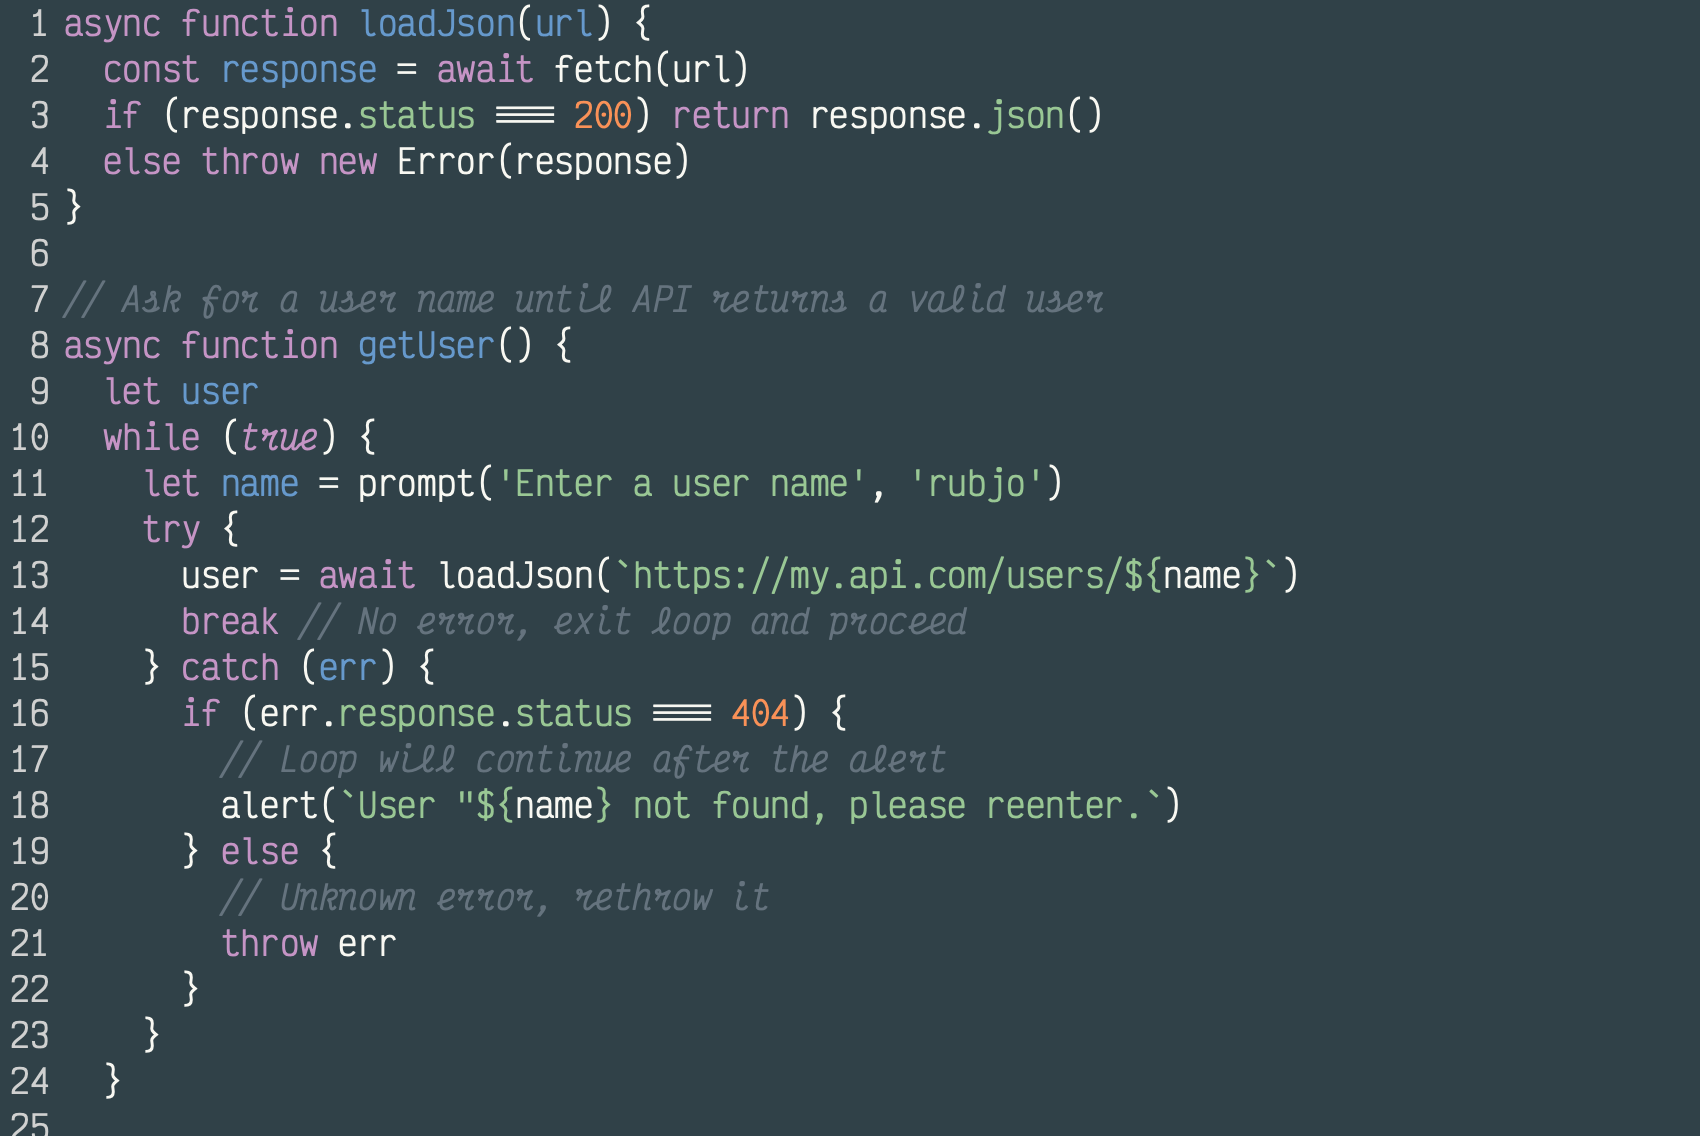 1 async function loadJson(url) {
2   const response = await fetch(url)
3   if (response.status === 200) return response.json()
4   else throw new Error(response)
5 }
6
7 // Ask for a user name until API returns a valid user
8 async function getUser() {
9   let user
10   while (true) {
11     let name = prompt('Enter a user name', 'rubjo')
12     try {
13       user = await loadJson(`https://my.api.com/users/${name}`)
14       break // No error, exit loop and proceed
15     } catch (err) {
16       if (err.response.status === 404) {
17         // Loop will continue after the alert
18         alert(`User "${name} not found, please reenter.`)
19       } else {
20         // Unknown error, rethrow it
21         throw err
22       }
23     }
24   }
25